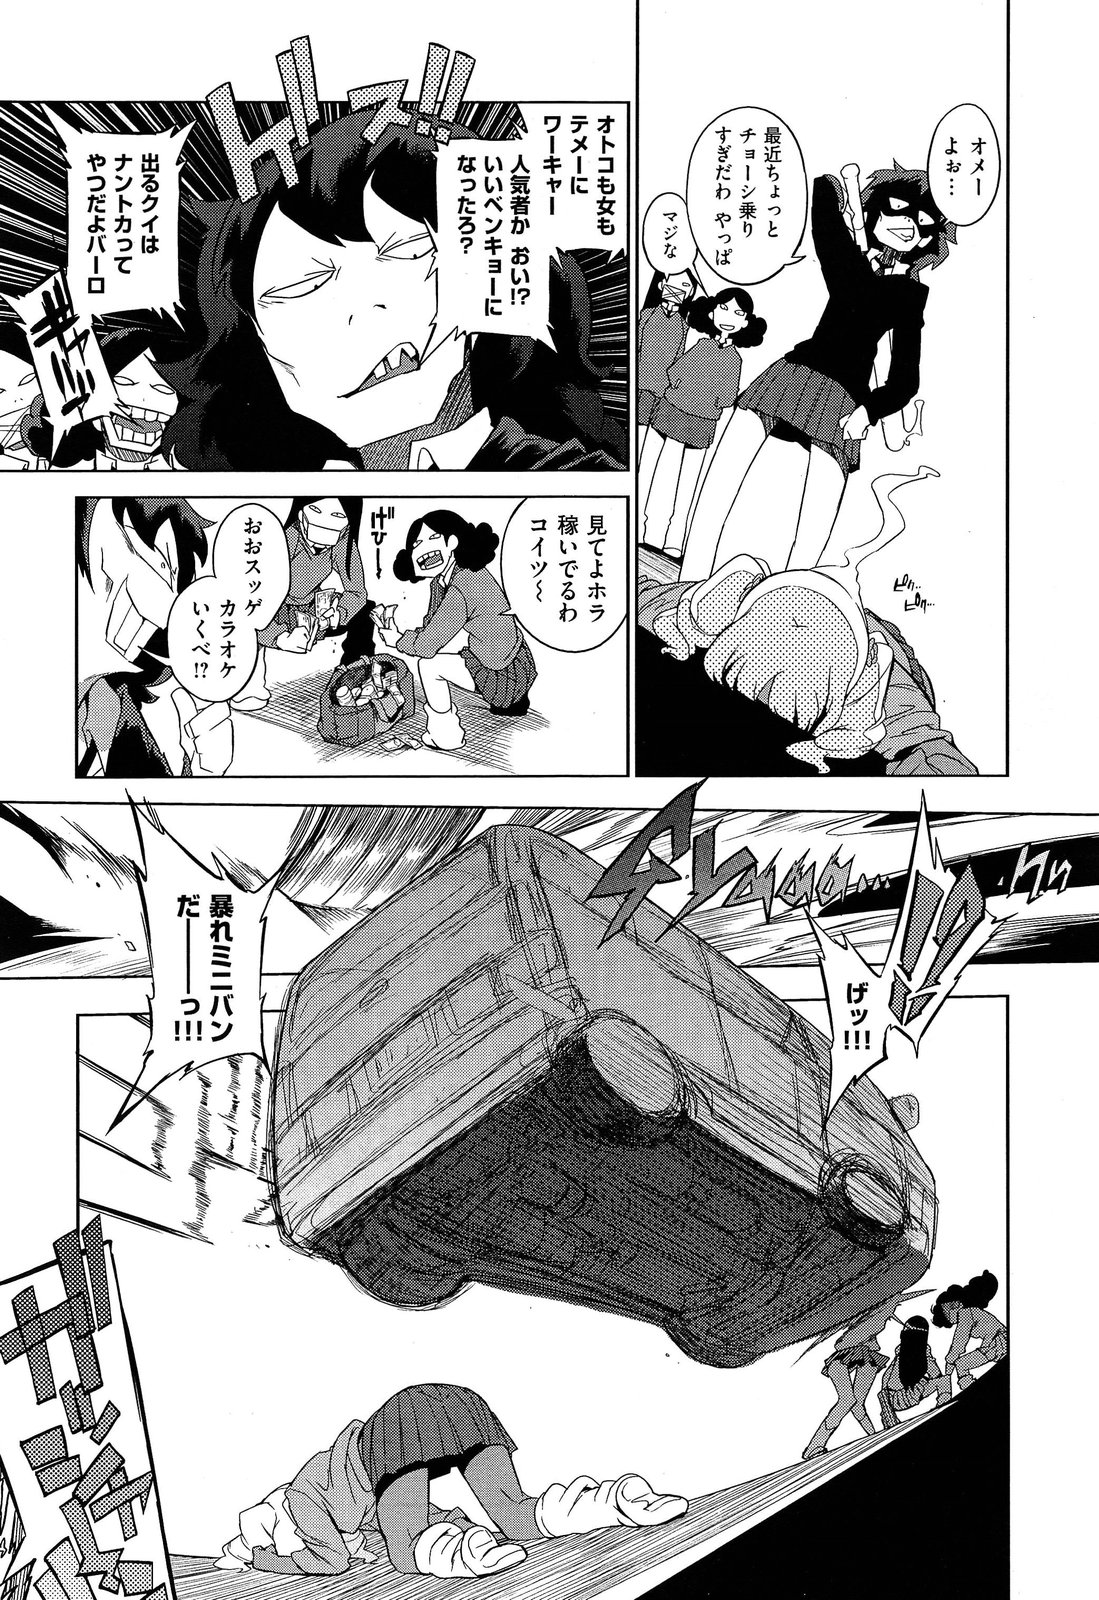 オメー
よぉ…
最近ちょっと
チョーシ乗り
すぎだわ やっぱ
マジな
ピク…
ピク…
ゲスッ!!
オトコも女も
テメーに
ワーキャー
人気者か おい!?
いいベンキョーに
なったろ?
出るクイは
ナントカって
やつだよバーロ
見てよホラ
稼いでるわ
コイツ〜
げひー
おおスッゲ
カラオケ
いくべ!?
げッ!!!
暴れミニバン
だ――っ!!!